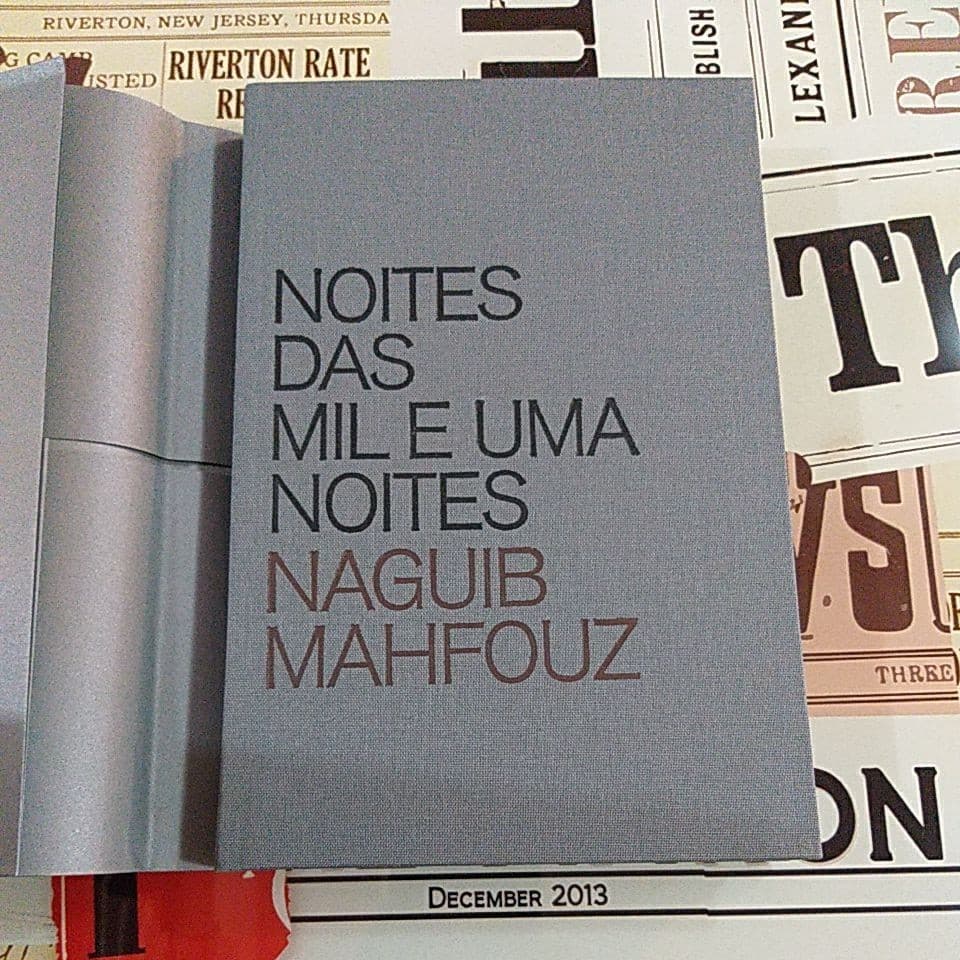 RIVERTON, NEW JERSEY, THURSDA
RIVERTON RATE
NOITES
DAS
MIL E UMA
NOITES
NAGUIB
MAHFOUZ
BLISH
LEXAN
Th
THREE
ON
DECEMBER 2013